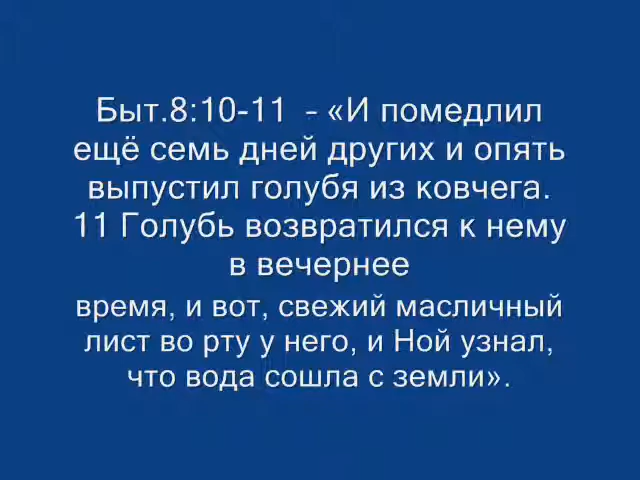 Быт.8:10-11  - «И помедлил
ещё семь дней других и опять
выпустил голубя из ковчега.
11 Голубь возвратился к нему
в вечернее
время, и вот, свежий масличный
лист во рту у него, и Ной узнал,
что вода сошла с земли».